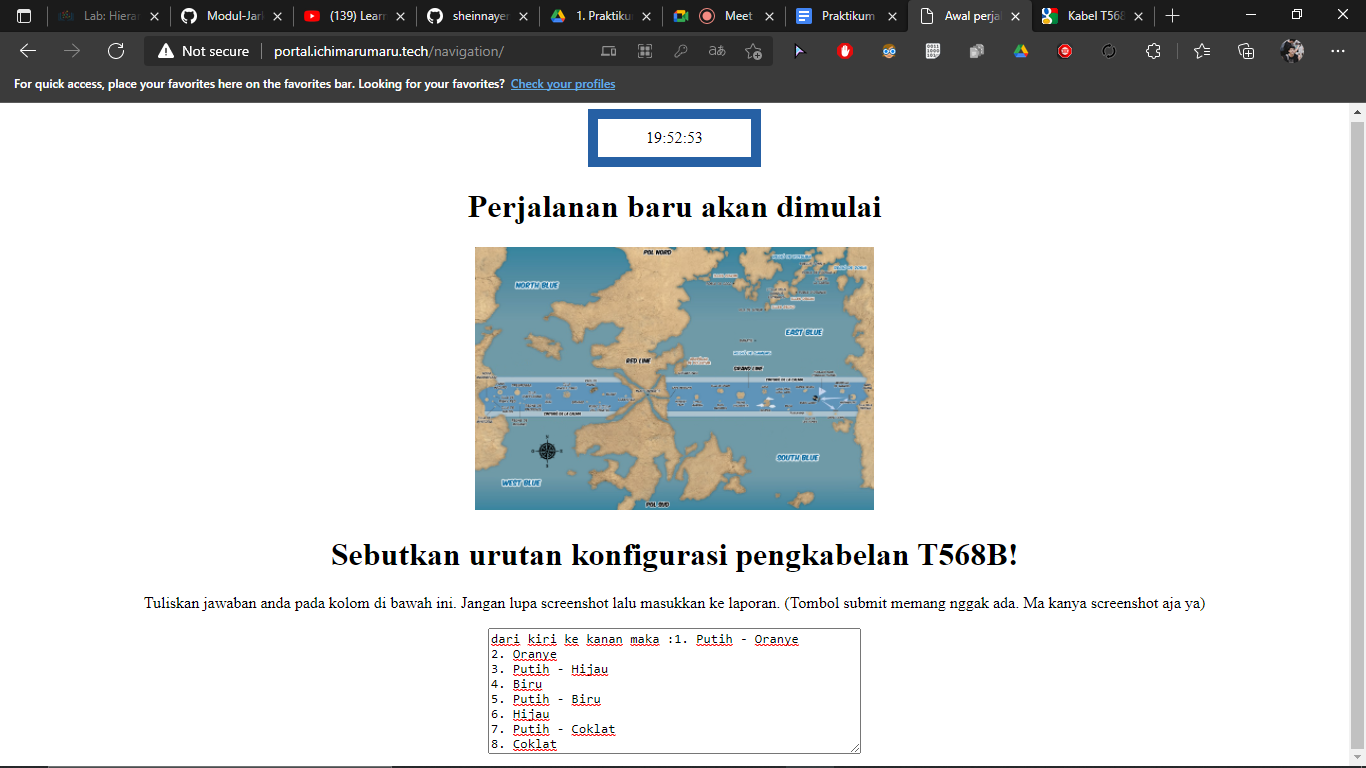 Lab: Hierar
Modul-Jarl
(139) Learn
sheinnayer
1. Praktiku
Meet
Praktikum
Awal perja
Kabel T568
Not secure
portal.ichimarumaru.tech/navigation/
For quick access, place your favorites here on the favorites bar. Looking for your favorites? Check your profiles
19:52:53
Perjalanan baru akan dimulai
POL NORD
NORTH BLUE
EAST BLUE
RED LINE
GRAND LINE
SOUTH BLUE
WEST BLUE
POL SUD
Sebutkan urutan konfigurasi pengkabelan T568B!
Tuliskan jawaban anda pada kolom di bawah ini. Jangan lupa screenshot lalu masukkan ke laporan. (Tombol submit memang nggak ada. Ma kanya screenshot aja ya)
dari kiri ke kanan maka :1. Putih - Oranye
2. Oranye
3. Putih - Hijau
4. Biru
5. Putih - Biru
6. Hijau
7. Putih - Coklat
8. Coklat